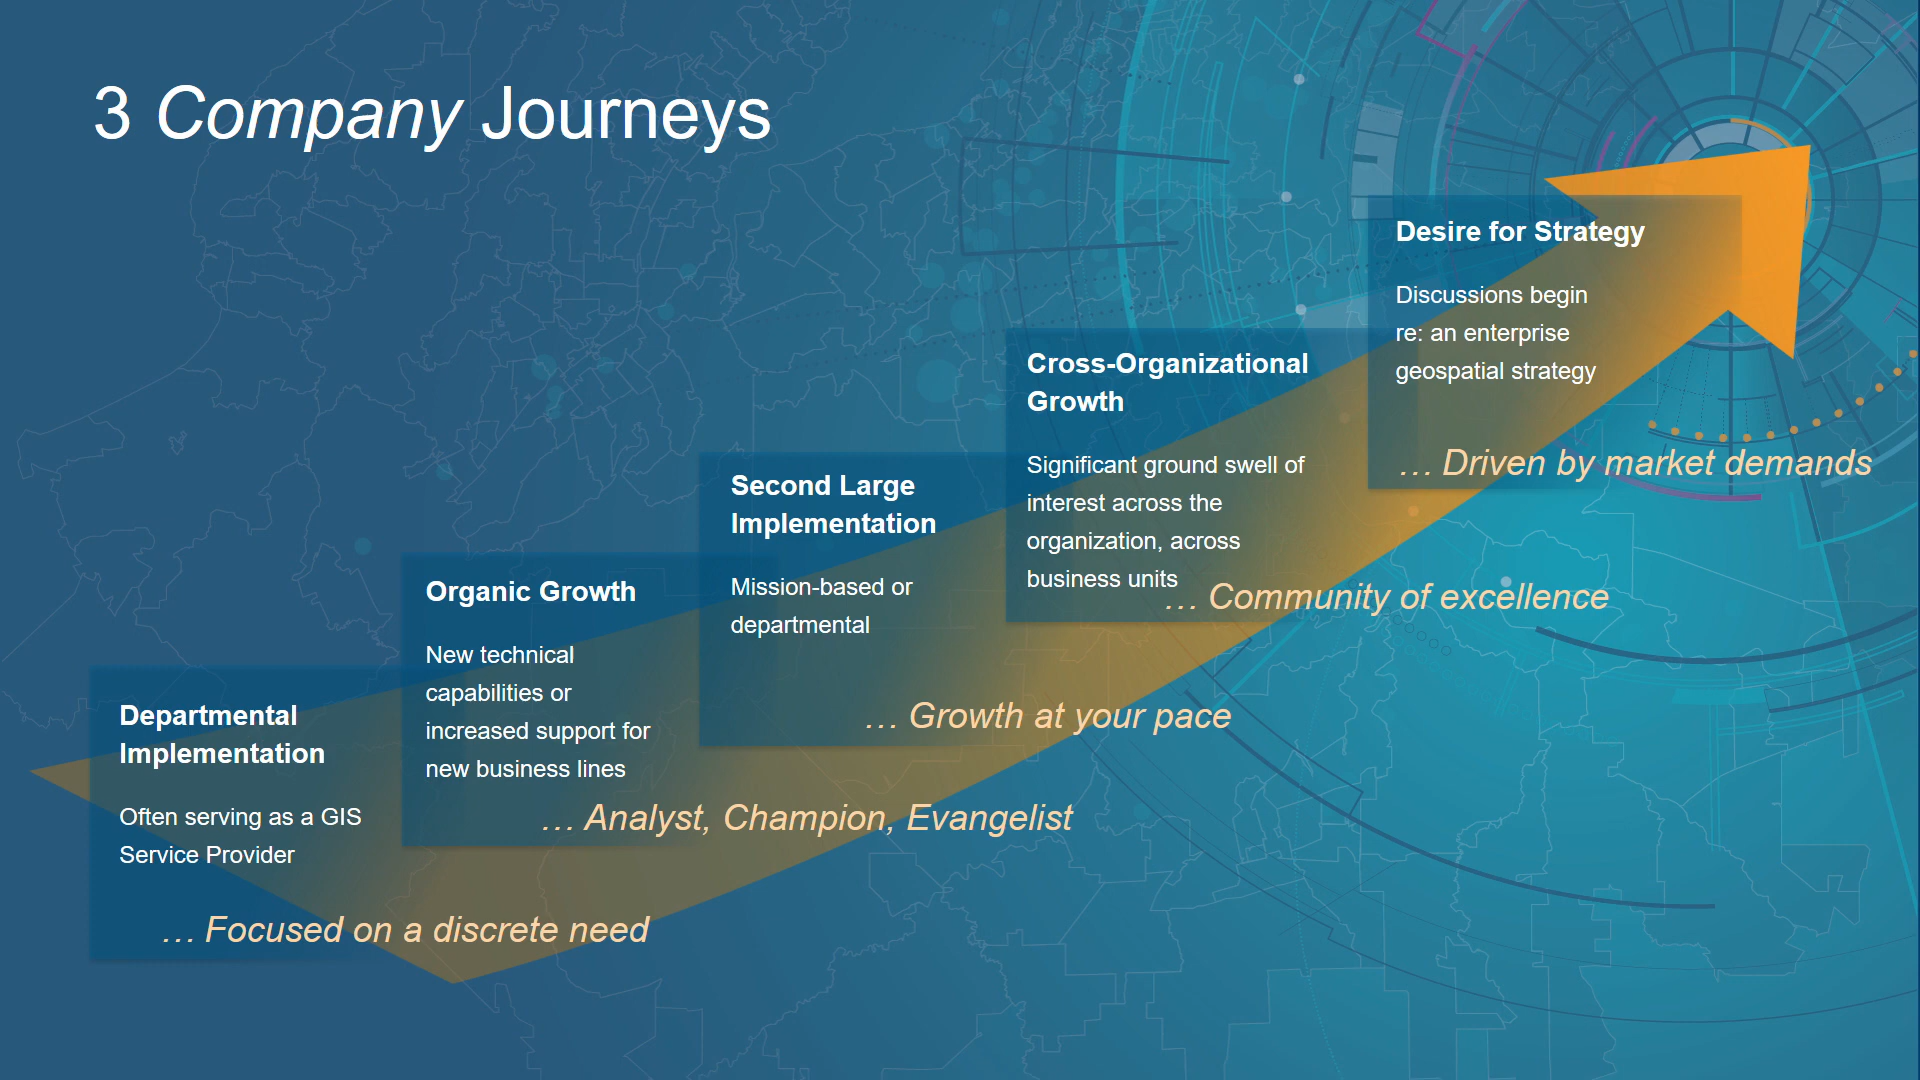 3 Company Journeys
Departmental
Implementation
Often serving as a GIS
Service Provider
… Focused on a discrete need
Organic Growth
New technical
capabilities or
increased support for
new business lines
… Analyst, Champion, Evangelist
Second Large
Implementation
Mission-based or
departmental
… Growth at your pace
Cross-Organizational
Growth
Significant ground swell of
interest across the
organization, across
business units
… Community of excellence
Desire for Strategy
Discussions begin
re: an enterprise
geospatial strategy
… Driven by market demands